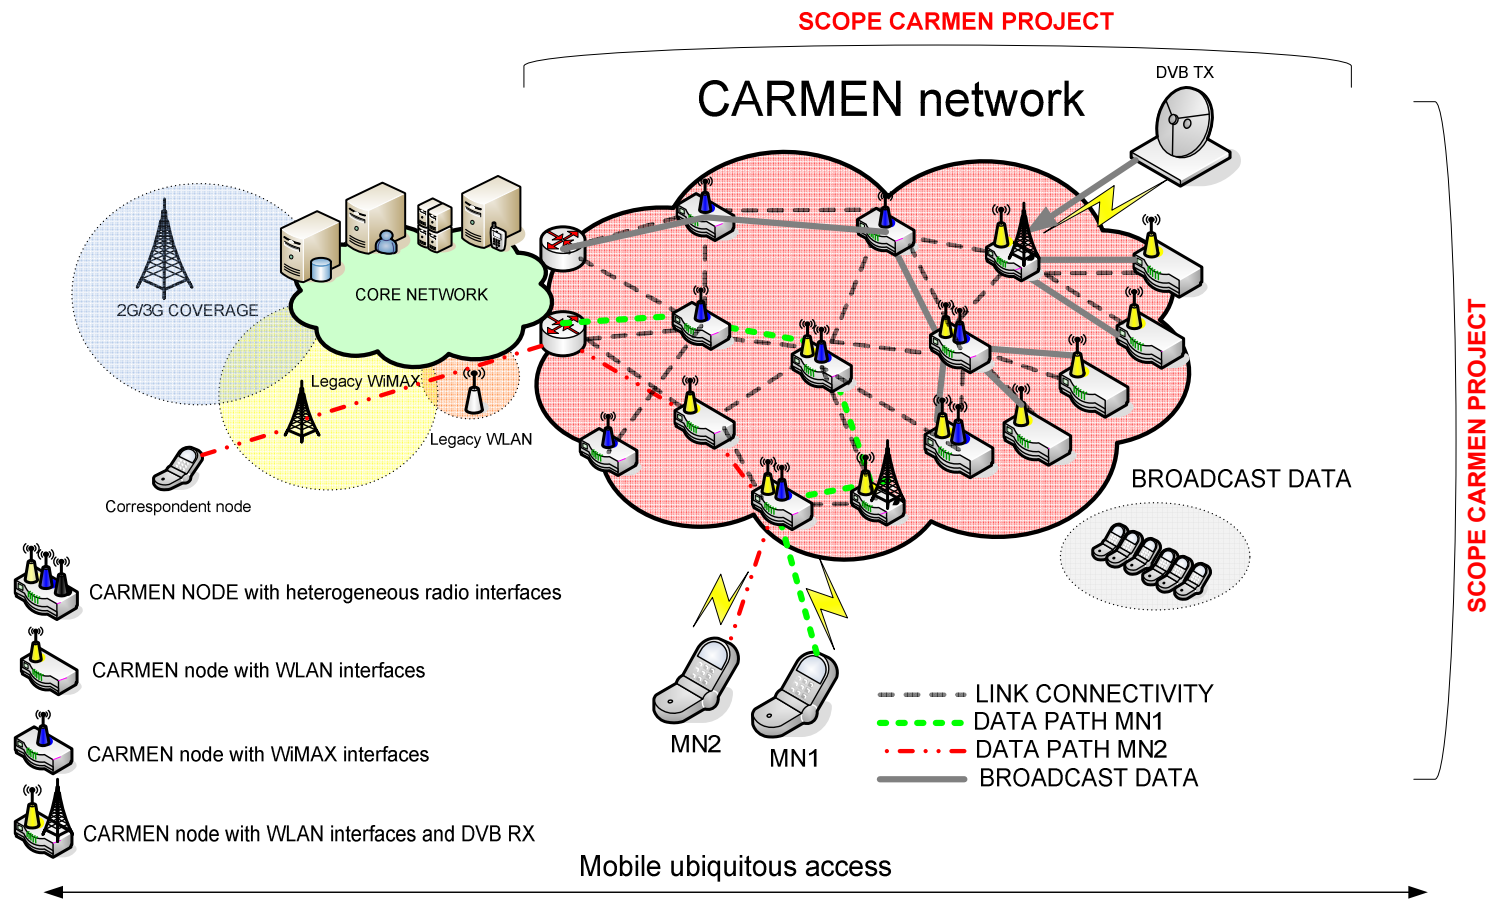 SCOPE CARMEN PROJECT
CARMEN network
DVB TX
SCOPE CARMEN PROJECT
2G/3G COVERAGE
CORE NETWORK
Legacy WiMAX
Legacy WLAN
Correspondent node
BROADCAST DATA
CARMEN NODE with heterogeneous radio interfaces
CARMEN node with WLAN interfaces
CARMEN node with WiMAX interfaces
CARMEN node with WLAN interfaces and DVB RX
MN2
MN1
LINK CONNECTIVITY
DATA PATH MN1
DATA PATH MN2
BROADCAST DATA
Mobile ubiquitous access